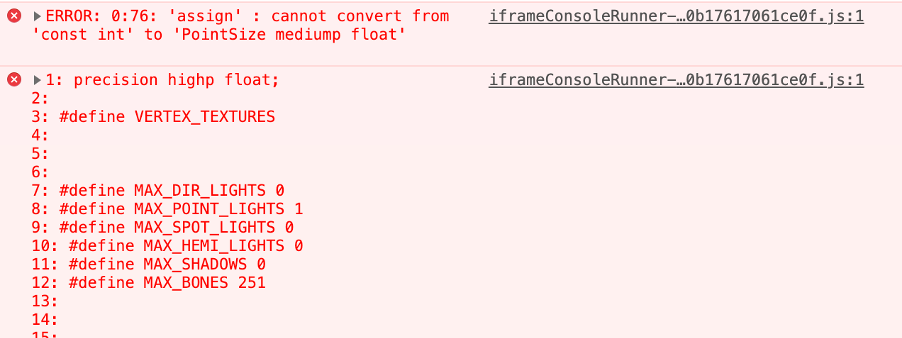 ERROR: 0:76: 'assign' : cannot convert from iframeConsoleRunner-…0b17617061ce0f.js:1
'const int' to 'PointSize mediump float'
1: precision highp float; iframeConsoleRunner-…0b17617061ce0f.js:1
2:
3: #define VERTEX_TEXTURES
4:
5:
6:
7: #define MAX_DIR_LIGHTS 0
8: #define MAX_POINT_LIGHTS 1
9: #define MAX_SPOT_LIGHTS 0
10: #define MAX_HEMI_LIGHTS 0
11: #define MAX_SHADOWS 0
12: #define MAX_BONES 251
13:
14:
15: